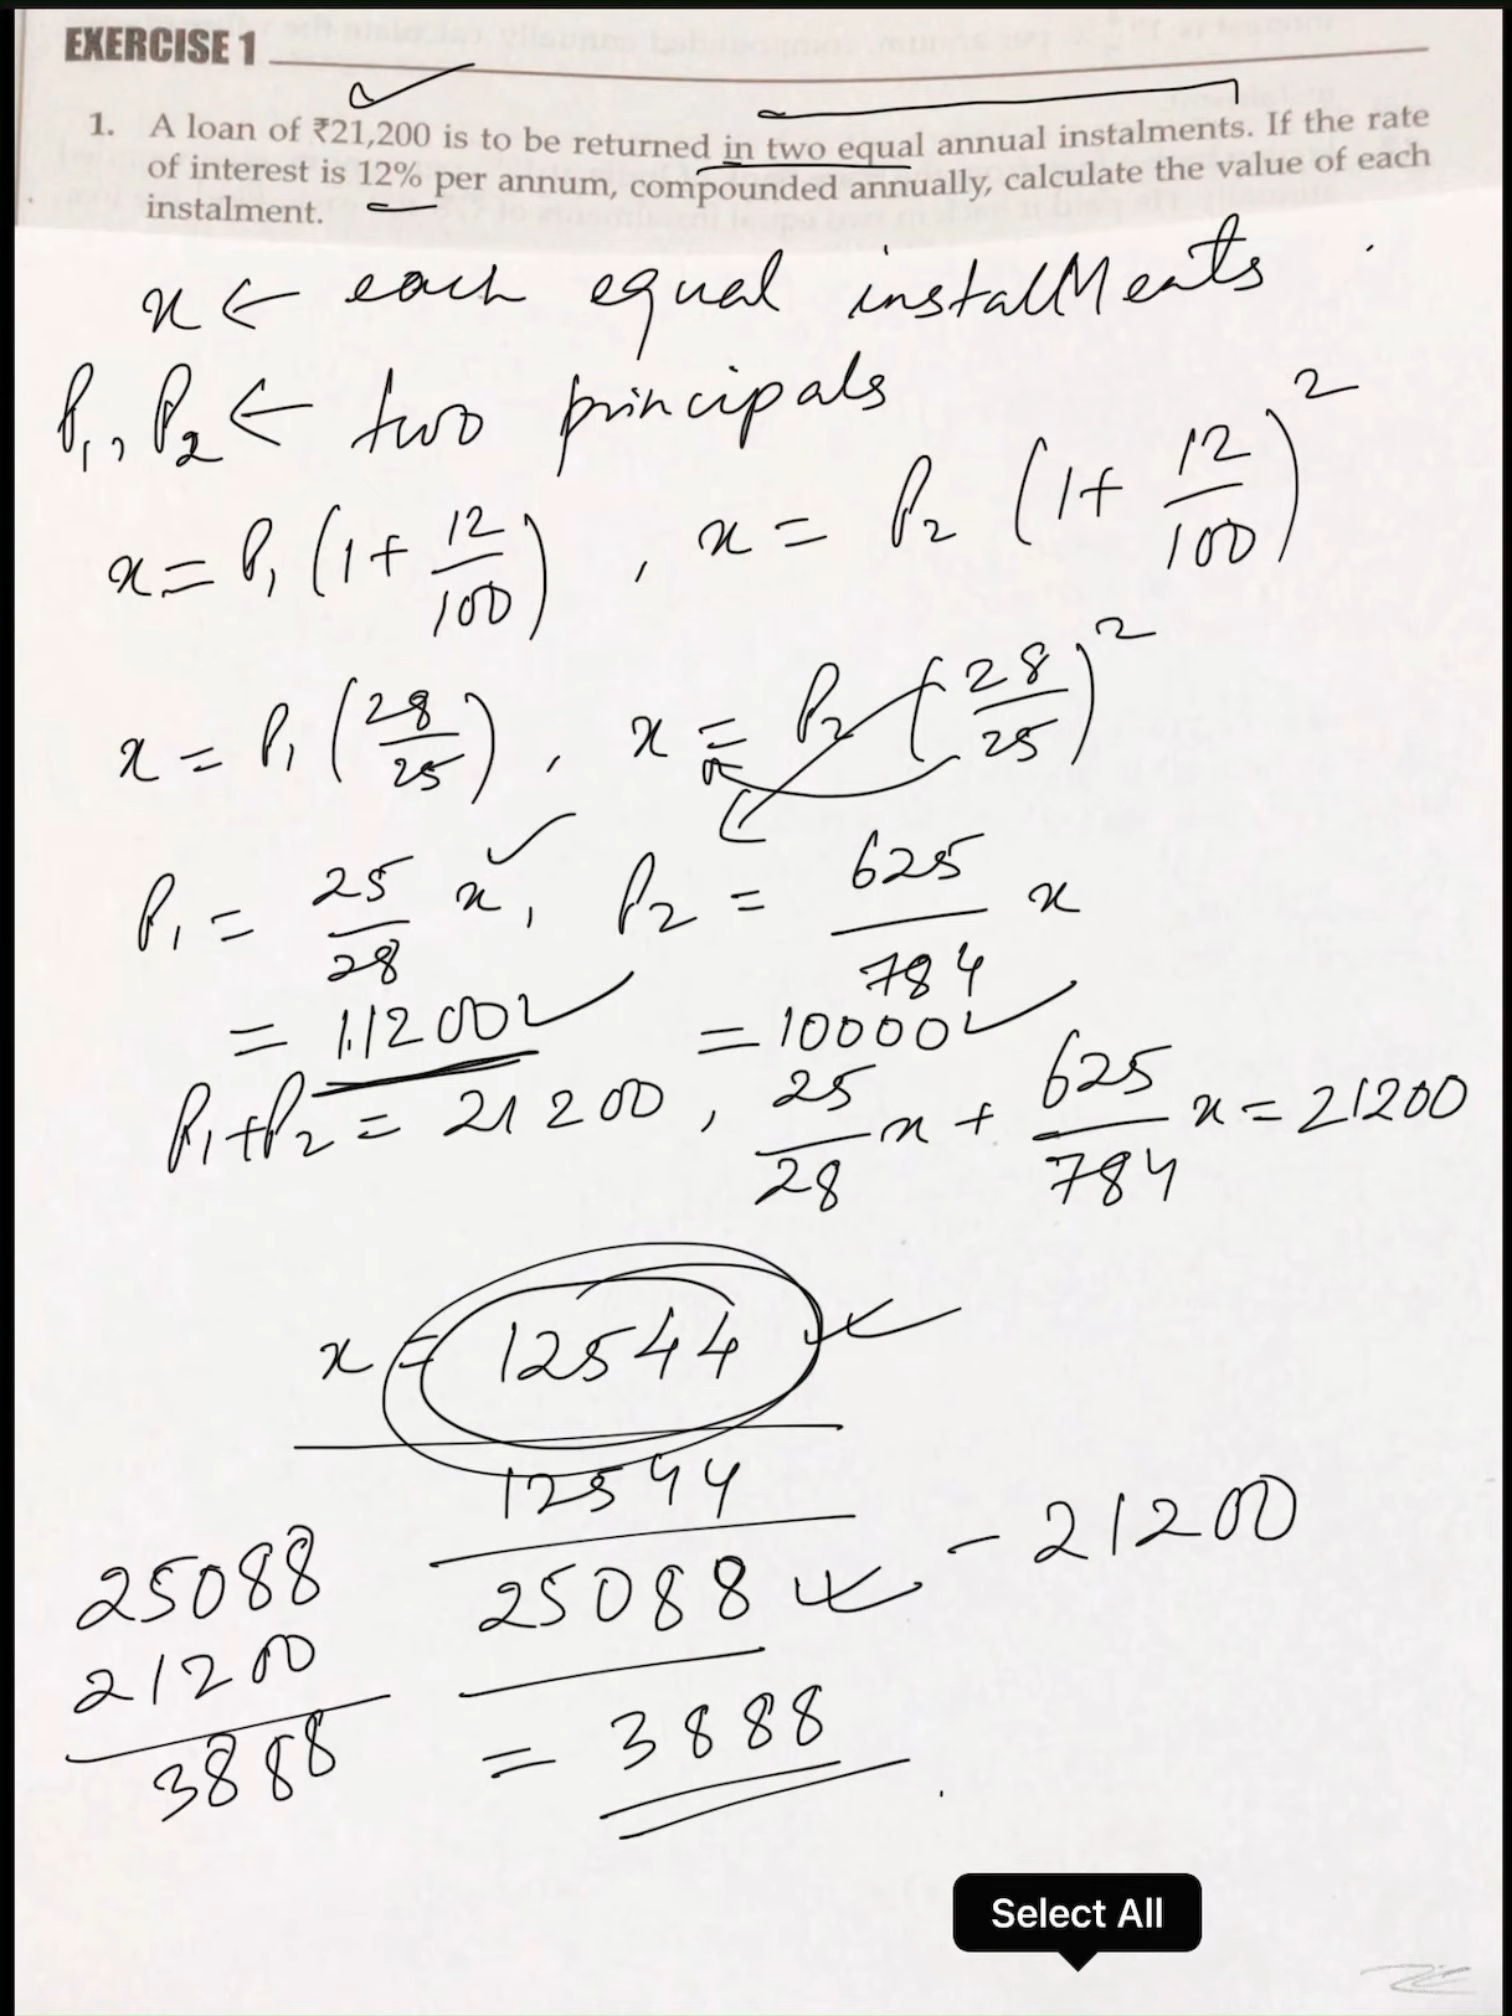 EXERCISE 1
1. A loan of ₹21,200 is to be returned in two equal annual instalments. If the rate
of interest is 12% per annum, compounded annually, calculate the value of each
instalment.
x ← each equal installments
P₁, P₂ ← two principals
x = P₁ (1 + 12/100) , x = P₂ (1 + 12/100)²
x = P₁ (28/25) , x = P₂ (28/25)²
P₁ = 25/28 x, P₂ = 625/784 x
= 11200 ✓ = 10000 ✓
P₁+P₂ = 21200 , 25/28 x + 625/784 x = 21200
x = 12544
12544
25088 - 21200
= 3888
25088
21200
3888
Select All